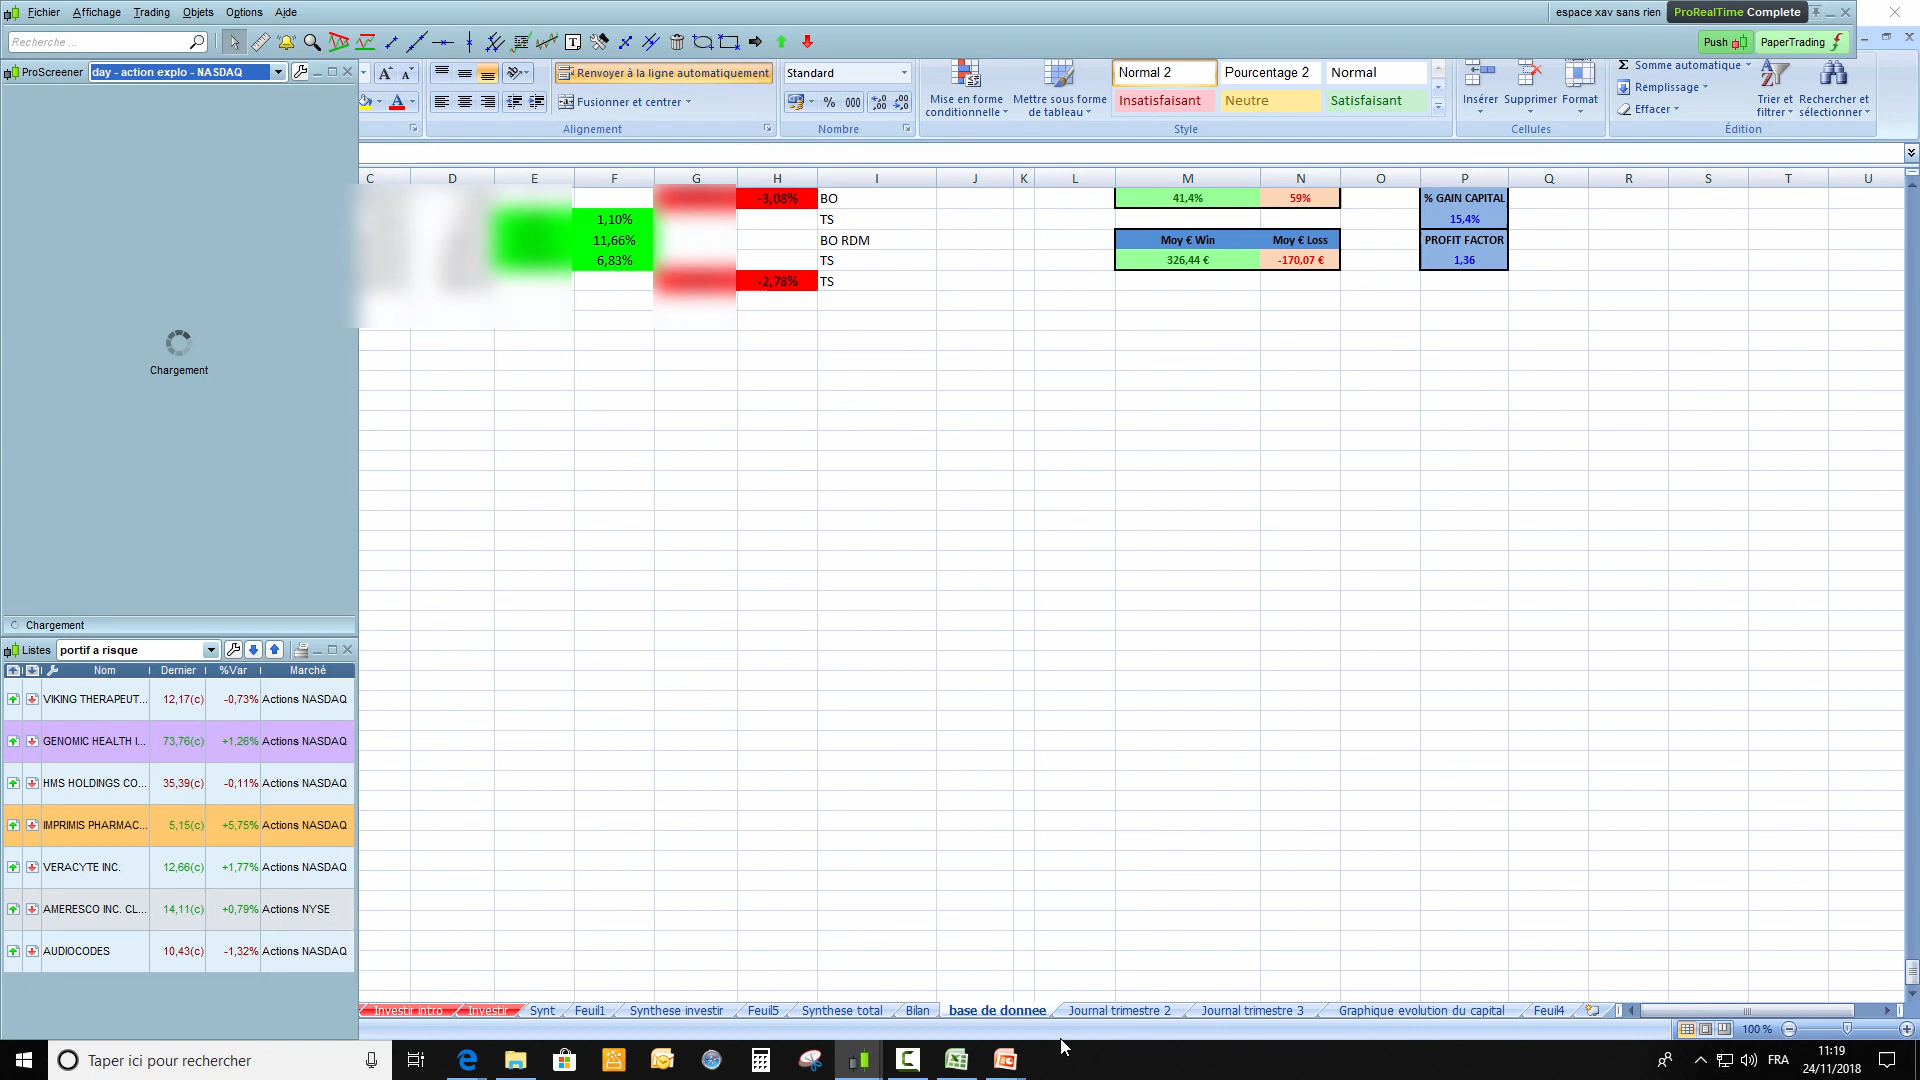 Fichier Affichage Trading Objets Options Aide
espace xav sans rien ProRealTime Complete
Recherche ...
Push PaperTrading
ProScreener day - action explo - NASDAQ
Renvoyer à la ligne automatiquement
Fusionner et centrer
Alignement
Standard
% 000
Nombre
Mise en forme conditionnelle
Mettre sous forme de tableau
Normal 2 Pourcentage 2 Normal
Insatisfaisant Neutre Satisfaisant
Style
Insérer Supprimer Format
Cellules
Σ Somme automatique
Remplissage
Effacer
Trier et filtrer
Rechercher et sélectionner
Édition
C D E F G H I J K L M N O P Q R S T U
-3,08% BO 41,4% 59% % GAIN CAPITAL
1,10% TS 15,4%
11,66% BO RDM Moy € Win Moy € Loss PROFIT FACTOR
6,83% TS 326,44 € -170,07 € 1,36
-2,78% TS
Chargement
Chargement
Listes portif a risque
Nom Dernier %Var Marché
VIKING THERAPEUT... 12,17(c) -0,73% Actions NASDAQ
GENOMIC HEALTH I... 73,76(c) +1,26% Actions NASDAQ
HMS HOLDINGS CO... 35,39(c) -0,11% Actions NASDAQ
IMPRIMIS PHARMAC... 5,15(c) +5,75% Actions NASDAQ
VERACYTE INC. 12,66(c) +1,77% Actions NASDAQ
AMERESCO INC. CL... 14,11(c) +0,79% Actions NYSE
AUDIOCODES 10,43(c) -1,32% Actions NASDAQ
Investir intro Investir Synt Feuil1 Synthese investir Feuil5 Synthese total Bilan base de donnee Journal trimestre 2 Journal trimestre 3 Graphique evolution du capital Feuil4
100 %
Taper ici pour rechercher
FRA
11:19
24/11/2018